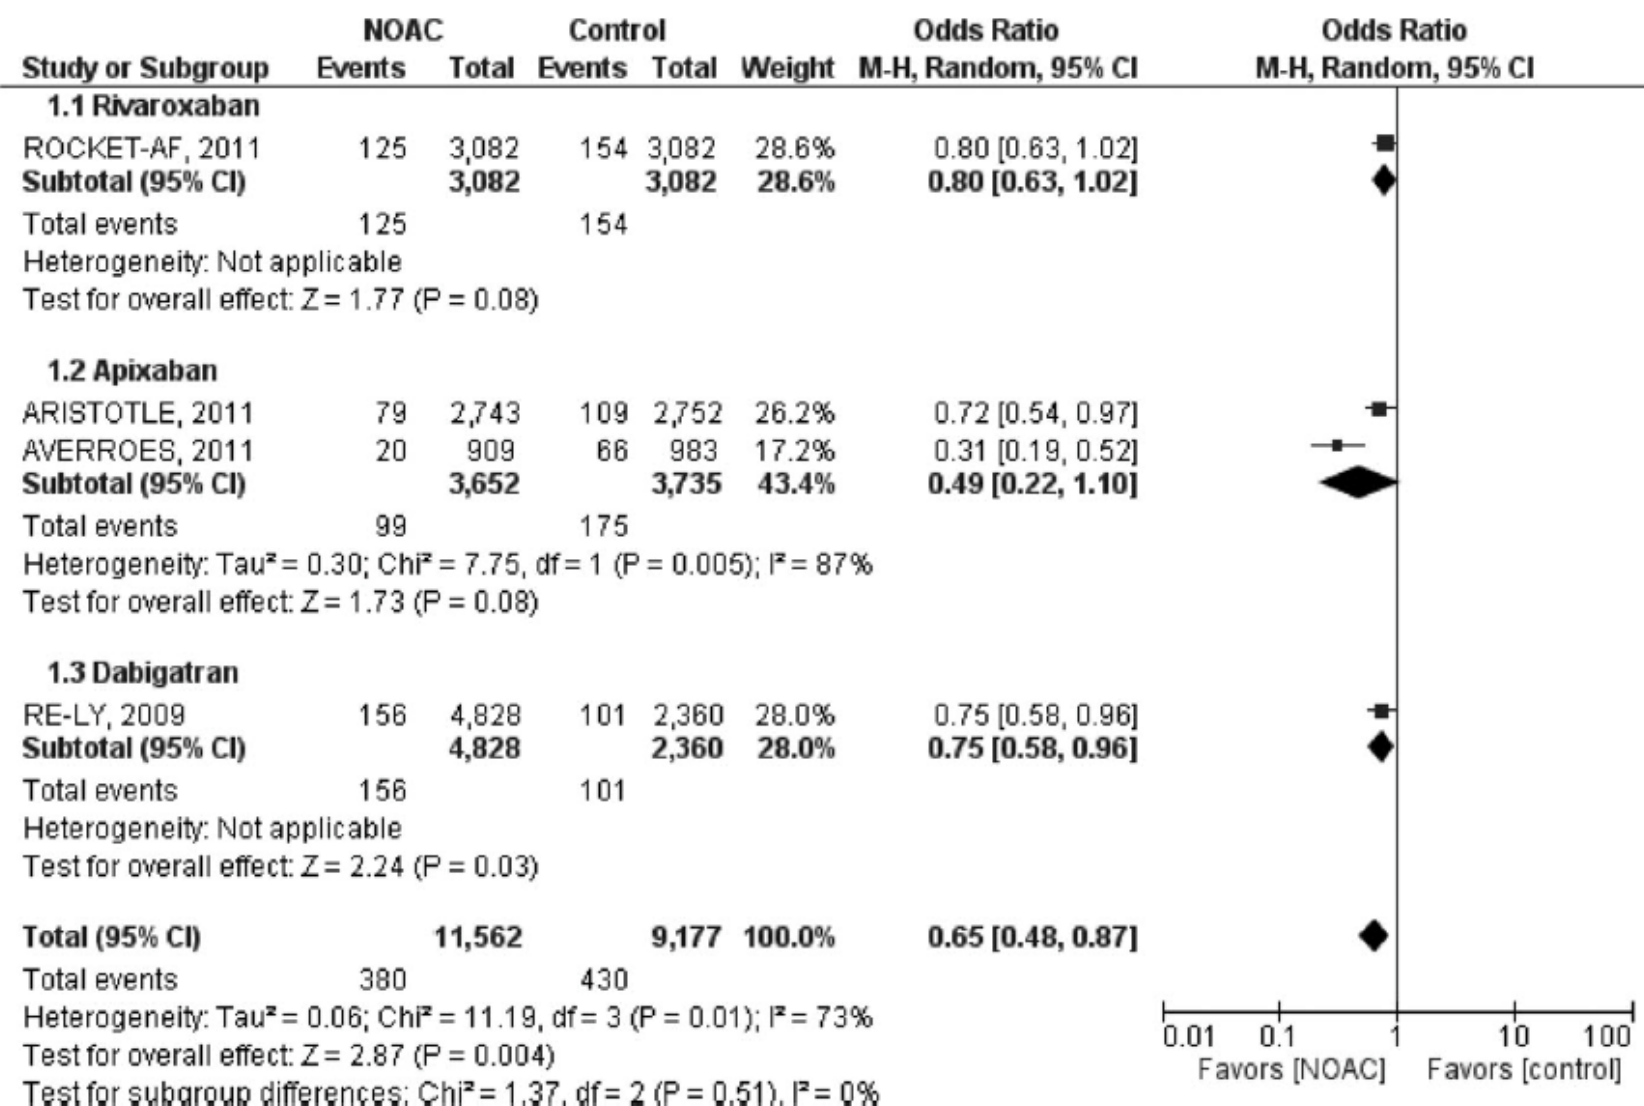 NOAC Control Odds Ratio Odds Ratio
Study or Subgroup Events Total Events Total Weight M-H, Random, 95% CI M-H, Random, 95% CI
1.1 Rivaroxaban
ROCKET-AF, 2011 125 3,082 154 3,082 28.6% 0.80 [0.63, 1.02]
Subtotal (95% CI) 3,082 3,082 28.6% 0.80 [0.63, 1.02]
Total events 125 154
Heterogeneity: Not applicable
Test for overall effect: Z = 1.77 (P = 0.08)
1.2 Apixaban
ARISTOTLE, 2011 79 2,743 109 2,752 26.2% 0.72 [0.54, 0.97]
AVERROES, 2011 20 909 66 983 17.2% 0.31 [0.19, 0.52]
Subtotal (95% CI) 3,652 3,735 43.4% 0.49 [0.22, 1.10]
Total events 99 175
Heterogeneity: Tau² = 0.30; Chi² = 7.75, df = 1 (P = 0.005); I² = 87%
Test for overall effect: Z = 1.73 (P = 0.08)
1.3 Dabigatran
RE-LY, 2009 156 4,828 101 2,360 28.0% 0.75 [0.58, 0.96]
Subtotal (95% CI) 4,828 2,360 28.0% 0.75 [0.58, 0.96]
Total events 156 101
Heterogeneity: Not applicable
Test for overall effect: Z = 2.24 (P = 0.03)
Total (95% CI) 11,562 9,177 100.0% 0.65 [0.48, 0.87]
Total events 380 430
Heterogeneity: Tau² = 0.06; Chi² = 11.19, df = 3 (P = 0.01); I² = 73%
Test for overall effect: Z = 2.87 (P = 0.004)
Test for subgroup differences: Chi² = 1.37, df = 2 (P = 0.51), I² = 0%
0.01 0.1 1 10 100
Favors [NOAC] Favors [control]